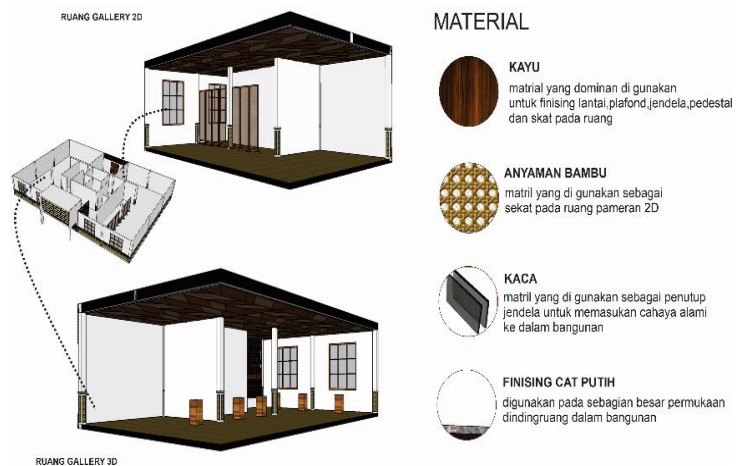 RUANG GALLERY 2D
MATERIAL
KAYU
matrial yang dominan di gunakan
untuk finising lantai,plafond,jendela,pedestal
dan skat pada ruang
ANYAMAN BAMBU
matril yang di gunakan sebagai
sekat pada ruang pameran 2D
KACA
matril yang di gunakan sebagai penutup
jendela untuk memasukan cahaya alami
ke dalam bangunan
FINISING CAT PUTIH
digunakan pada sebagian besar permukaan
dindingruang dalam bangunan
RUANG GALLERY 3D